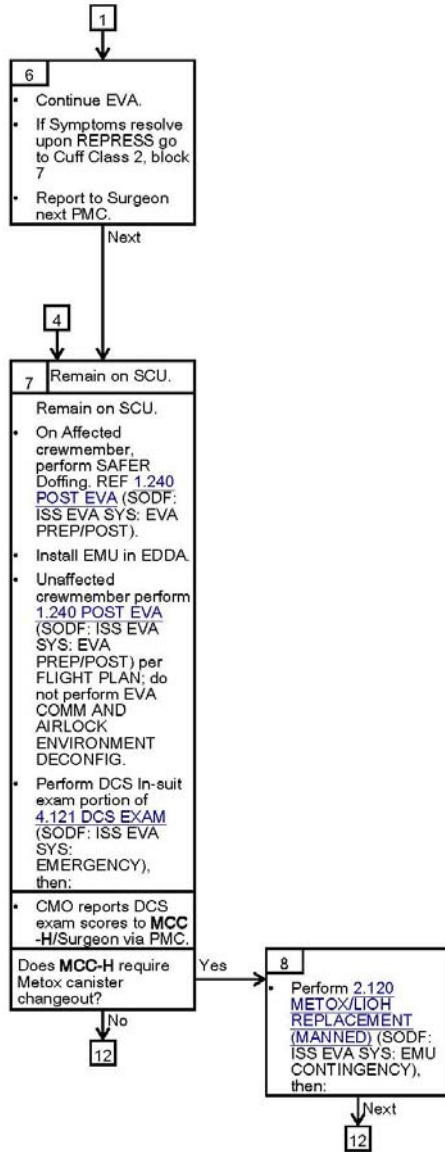 1
6
• Continue EVA.
• If Symptoms resolve
upon REPRESS go
to Cuff Class 2, block
7
• Report to Surgeon
next PMC.
Next
4
7 Remain on SCU.
Remain on SCU.
• On Affected
crewmember,
perform SAFER
Doffing. REF 1.240
POST EVA (SODF:
ISS EVA SYS: EVA
PREP/POST).
• Install EMU in EDDA.
• Unaffected
crewmember perform
1.240 POST EVA
(SODF: ISS EVA
SYS: EVA
PREP/POST) per
FLIGHT PLAN; do
not perform EVA
COMM AND
AIRLOCK
ENVIRONMENT
DECONFIG.
• Perform DCS In-suit
exam portion of
4.121 DCS EXAM
(SODF: ISS EVA
SYS:
EMERGENCY),
then:
• CMO reports DCS
exam scores to MCC
-H/Surgeon via PMC.
Does MCC-H require
Metox canister
changeout?
Yes
No
12
8
• Perform 2.120
METOX/LIOH
REPLACEMENT
(MANNED) (SODF:
ISS EVA SYS: EMU
CONTINGENCY),
then:
Next
12